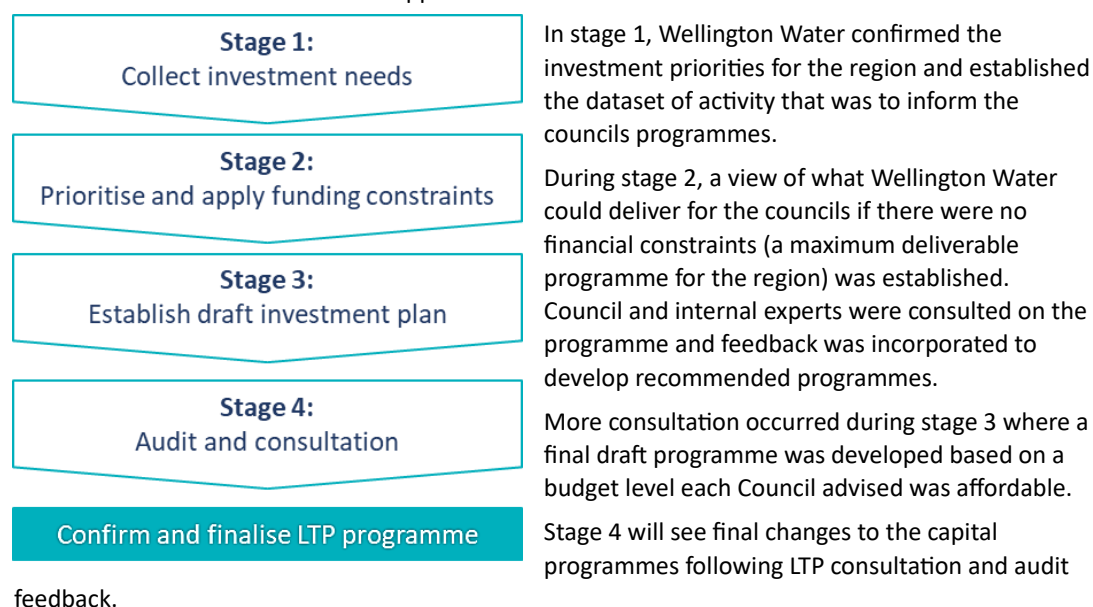 Stage 1:
Collect investment needs
Stage 2:
Prioritise and apply funding constraints
Stage 3:
Establish draft investment plan
Stage 4:
Audit and consultation
Confirm and finalise LTP programme
In stage 1, Wellington Water confirmed the
investment priorities for the region and established
the dataset of activity that was to inform the
councils programmes.
During stage 2, a view of what Wellington Water
could deliver for the councils if there were no
financial constraints (a maximum deliverable
programme for the region) was established.
Council and internal experts were consulted on the
programme and feedback was incorporated to
develop recommended programmes.
More consultation occurred during stage 3 where a
final draft programme was developed based on a
budget level each Council advised was affordable.
Stage 4 will see final changes to the capital
programmes following LTP consultation and audit
feedback.